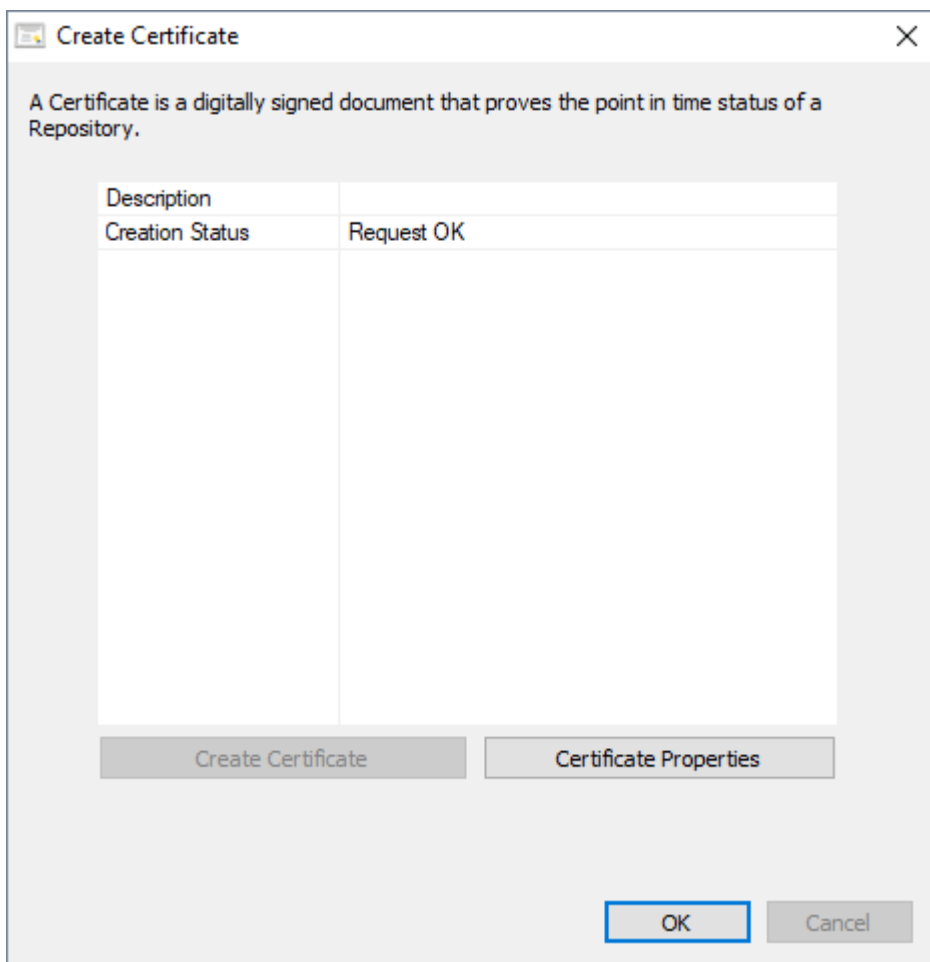 Create Certificate
A Certificate is a digitally signed document that proves the point in time status of a
Repository.
Description
Creation Status Request OK
Create Certificate Certificate Properties
OK Cancel